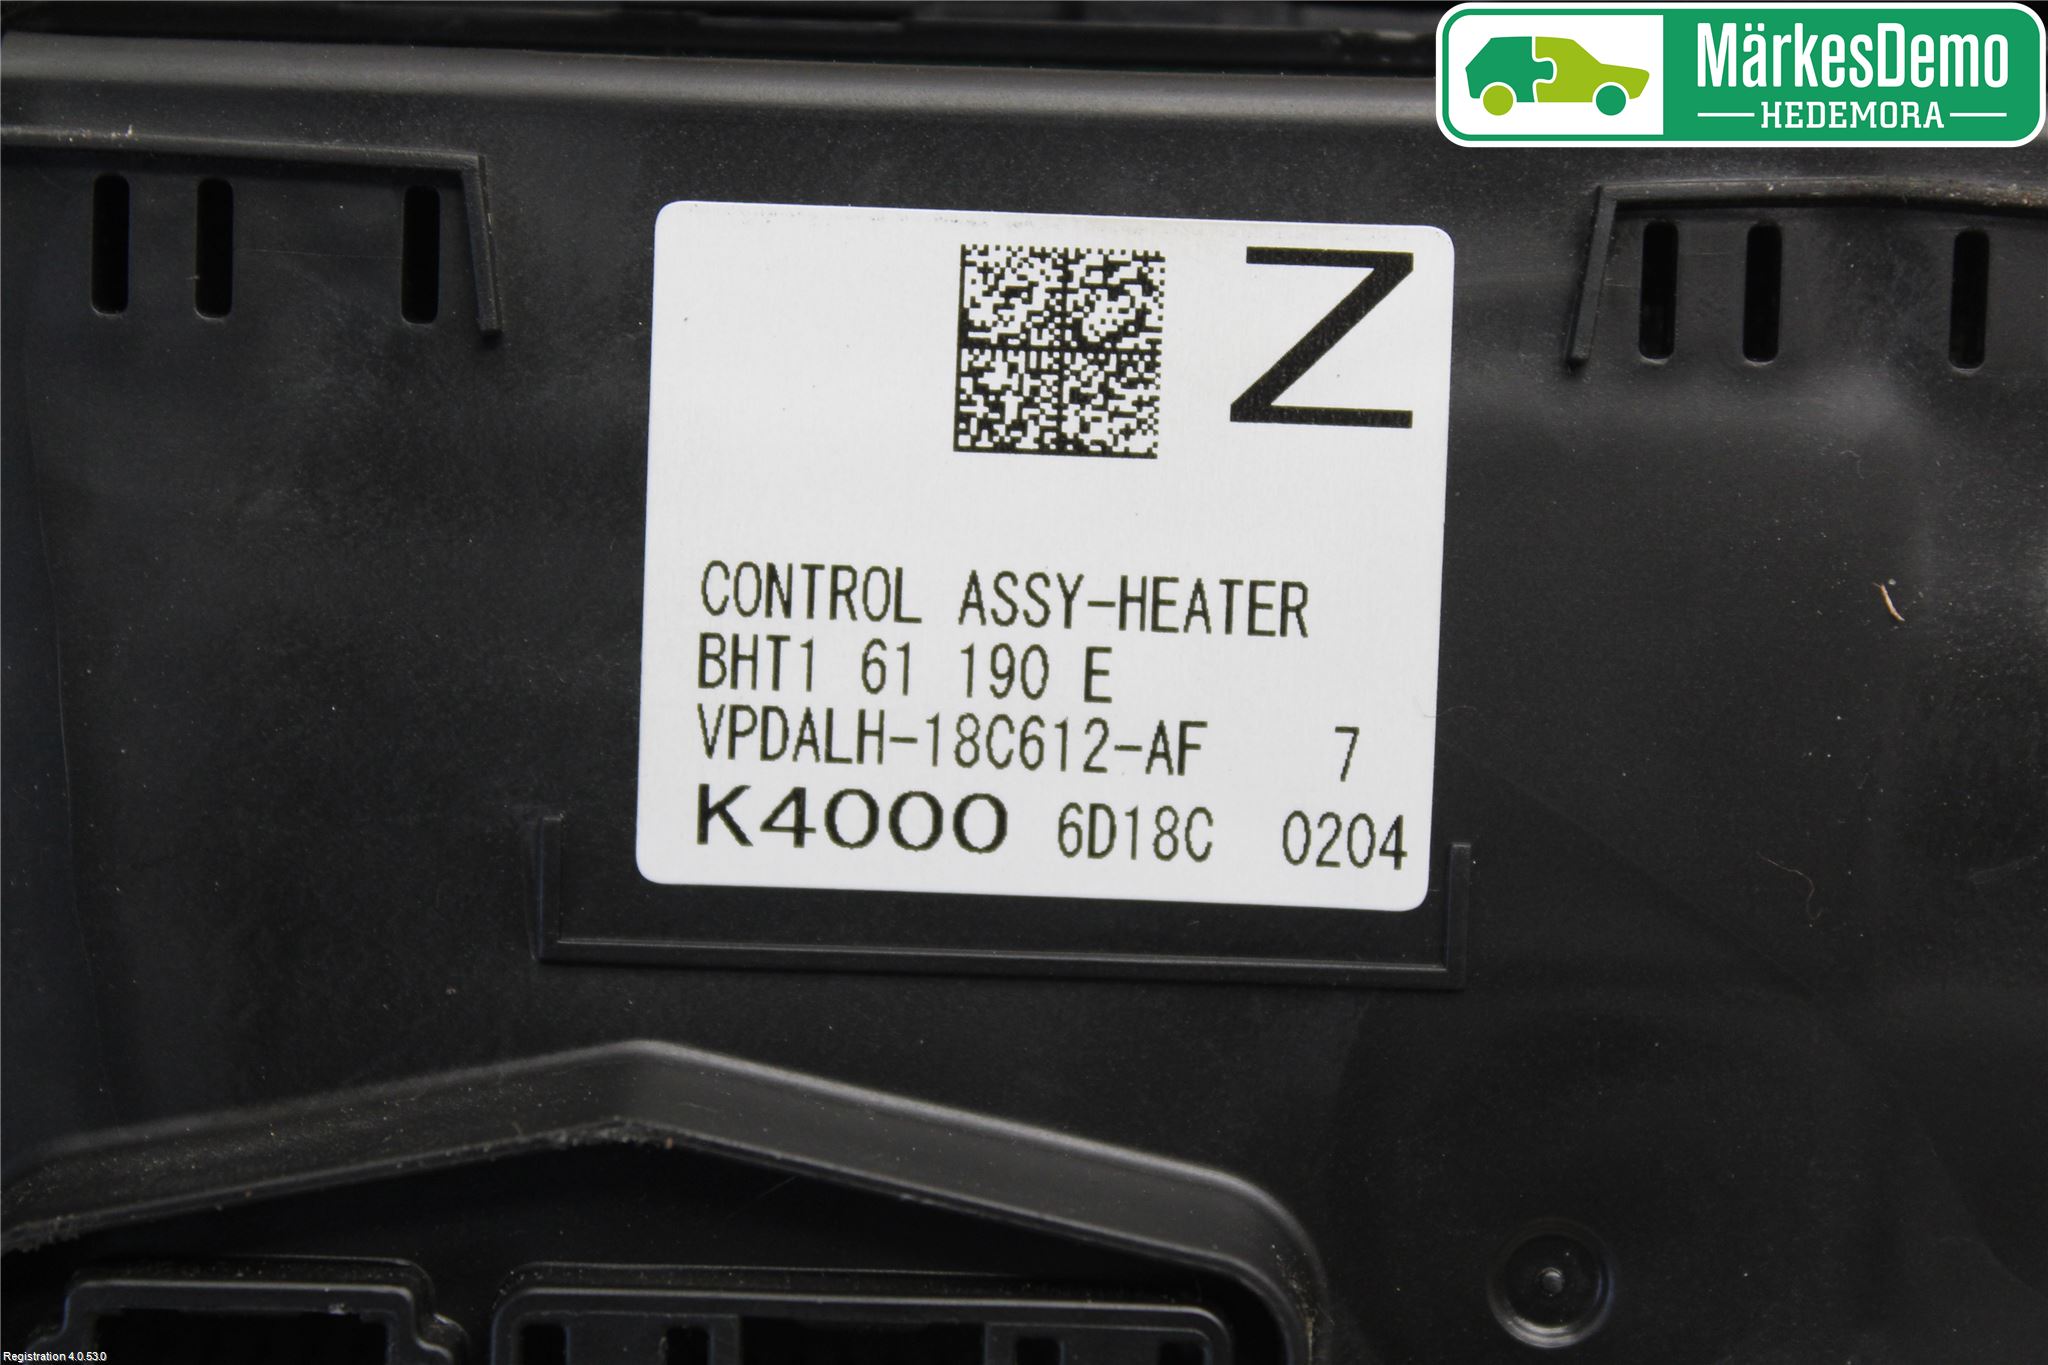 MärkesDemo
HEDEMORA
Z
CONTROL ASSY-HEATER
BHT1 61 190 E
VPDALH-18C612-AF 7
K4000 6D18C 0204
Registration 4.0.53.0